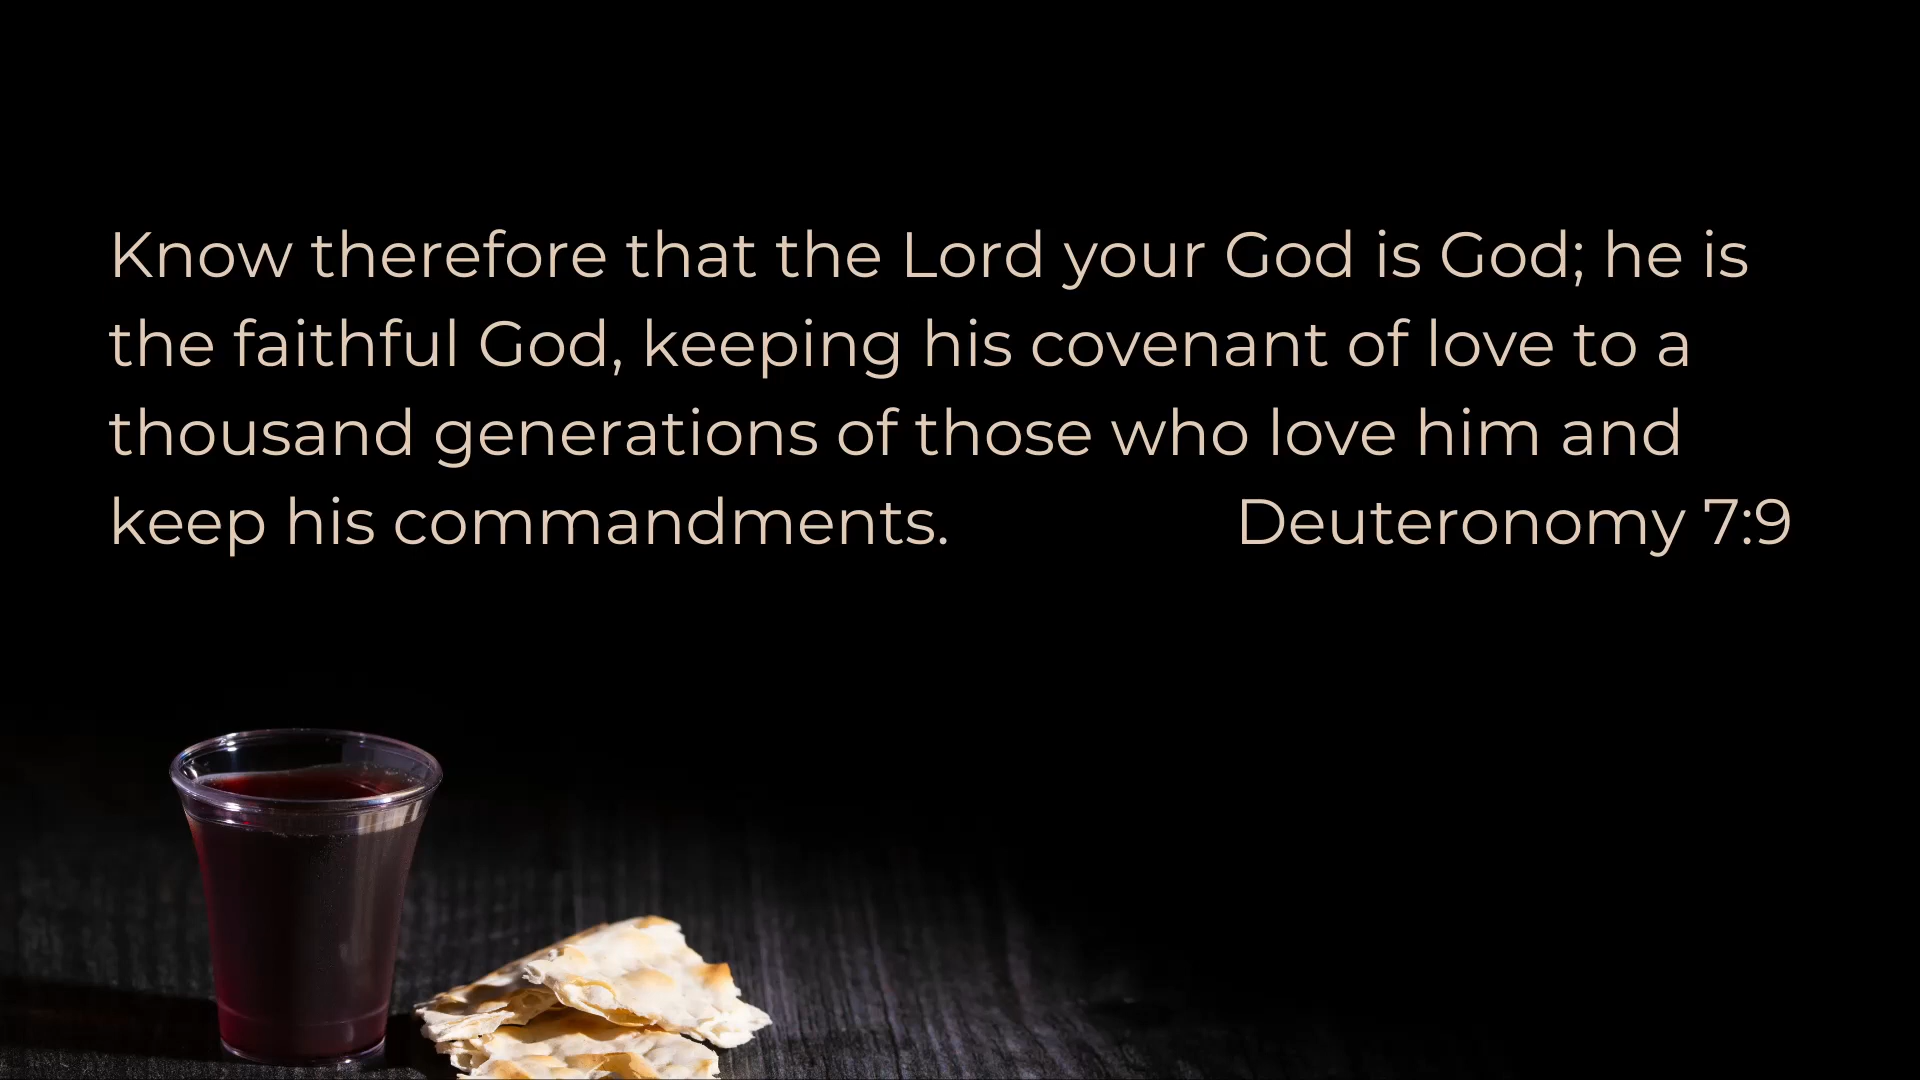 Know therefore that the Lord your God is God; he is
the faithful God, keeping his covenant of love to a
thousand generations of those who love him and
keep his commandments. Deuteronomy 7:9